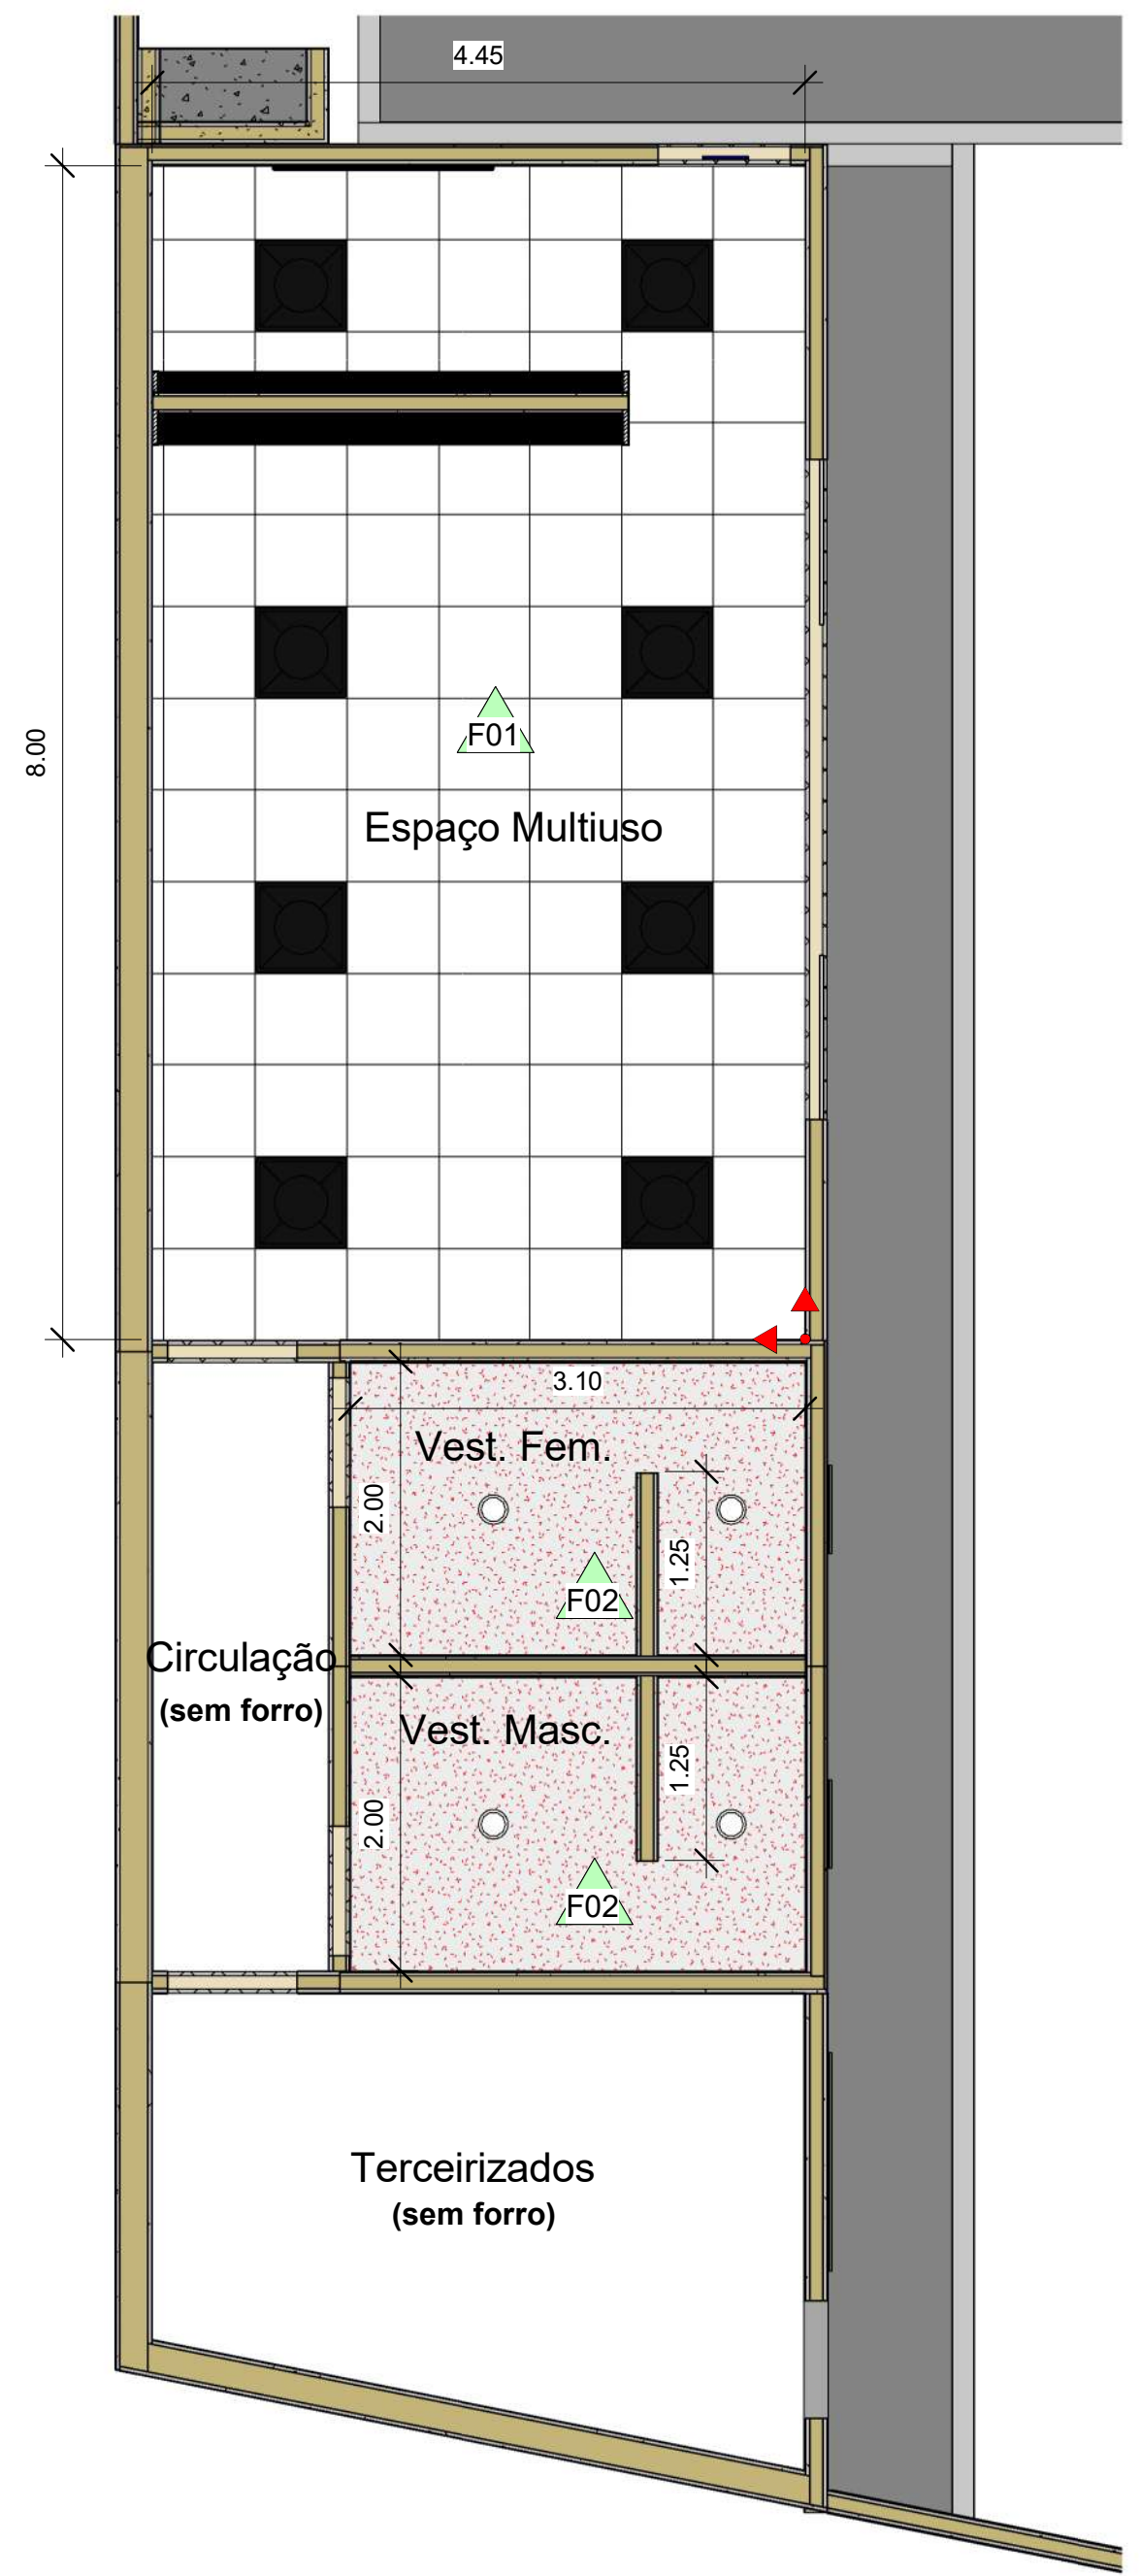 4.45
8.00
F01
Espaço Multiuso
3.10
Vest. Fem.
2.00
1.25
F02
Circulação
(sem forro)
Vest. Masc.
1.25
2.00
F02
Terceirizados
(sem forro)